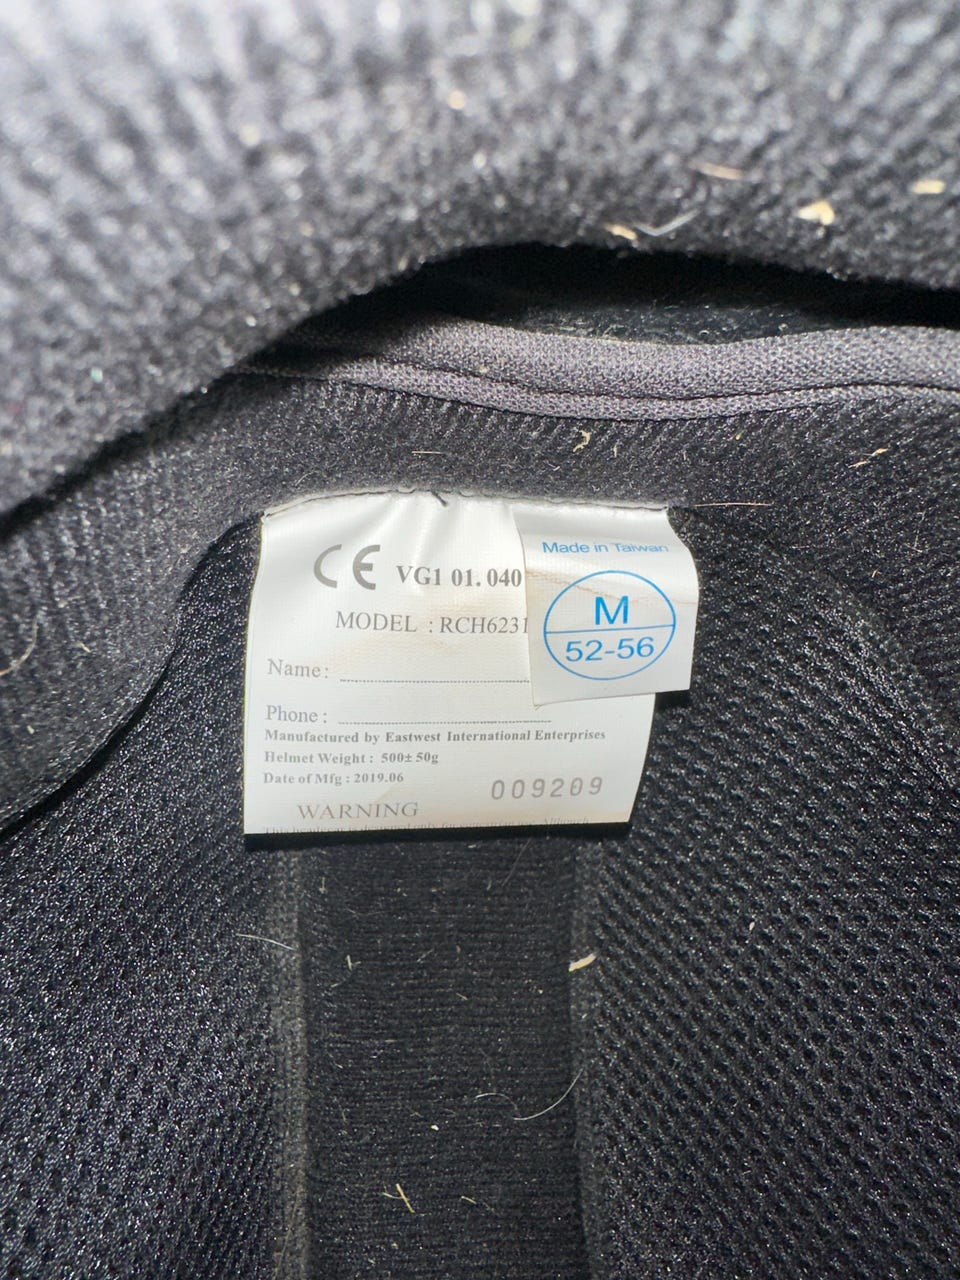 CE VG1 01. 040
MODEL : RCH6231
Made in Taiwan
M
52-56
Name:
Phone :
Manufactured by Eastwest International Enterprises
Helmet Weight : 500± 50g
Date of Mfg : 2019.06
009209
WARNING